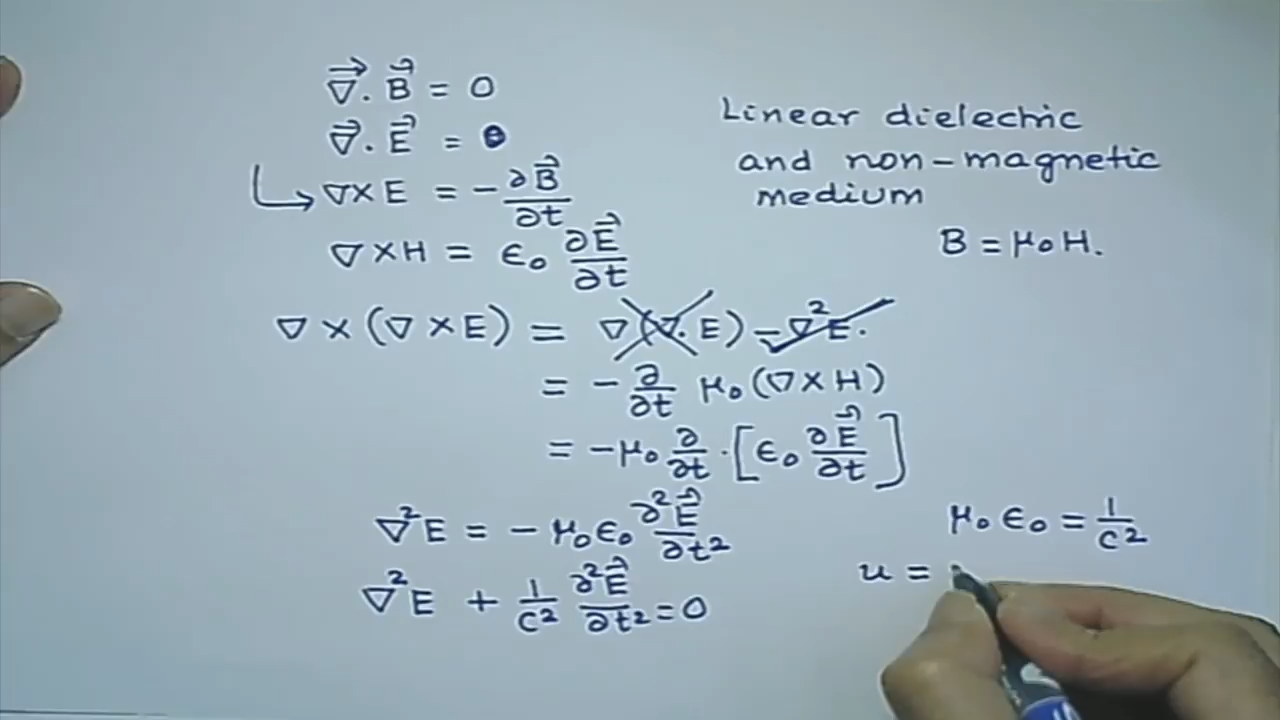 ∇⃗. B⃗ = 0
∇⃗. E⃗ = 0
∇×E = -∂B⃗/∂t
∇×H = ϵ₀ ∂E⃗/∂t
Linear dielectric
and non-magnetic
medium
B = μ₀H.
∇×(∇×E) = ∇(∇.E) - ∇²E.
= -∂/∂t μ₀(∇×H)
= -μ₀ ∂/∂t · [ϵ₀ ∂E⃗/∂t]
∇²E = -μ₀ϵ₀ ∂²E⃗/∂t²
∇²E + 1/c² ∂²E⃗/∂t² = 0
μ₀ϵ₀ = 1/c²
u =